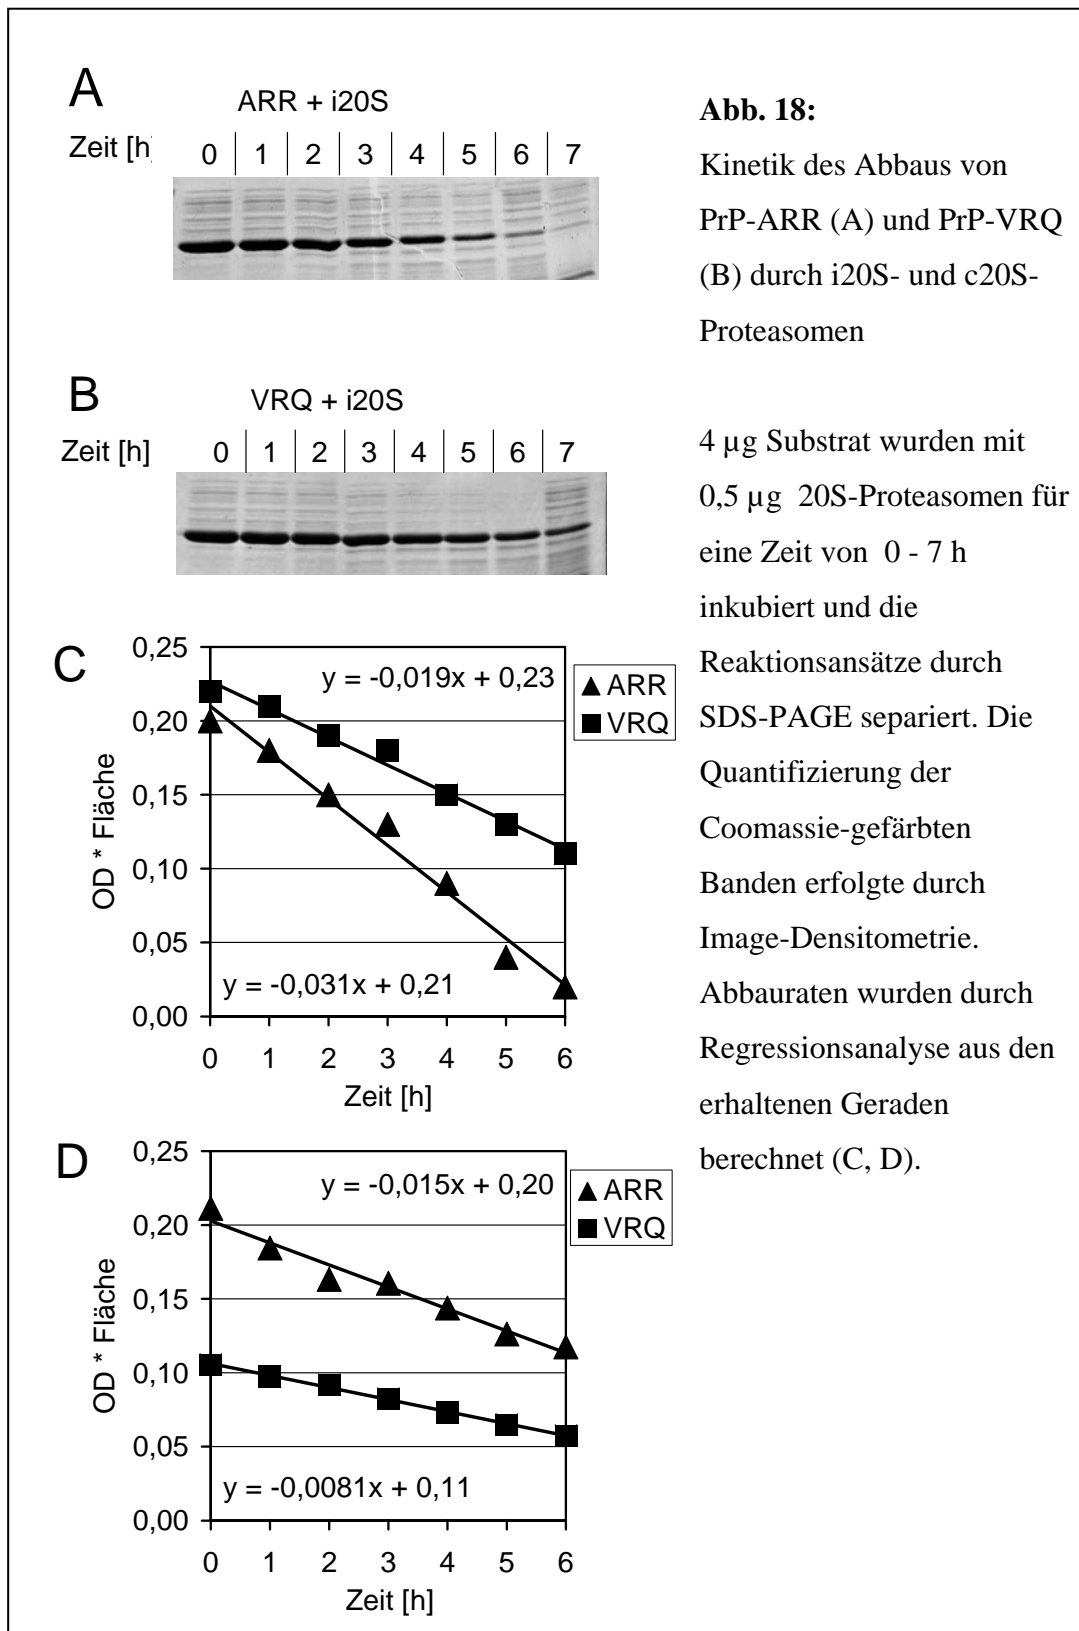 A
ARR + i20S
Zeit [h]
0 1 2 3 4 5 6 7
B
VRQ + i20S
Zeit [h]
0 1 2 3 4 5 6 7
C
0,25
0,20
0,15
0,10
0,05
0,00
OD * Fläche
y = -0,019x + 0,23
y = -0,031x + 0,21
ARR
VRQ
0 1 2 3 4 5 6
Zeit [h]
D
0,25
0,20
0,15
0,10
0,05
0,00
OD * Fläche
y = -0,015x + 0,20
y = -0,0081x + 0,11
ARR
VRQ
0 1 2 3 4 5 6
Zeit [h]
Abb. 18:
Kinetik des Abbaus von
PrP-ARR (A) und PrP-VRQ
(B) durch i20S- und c20S-
Proteasomen
4 µg Substrat wurden mit
0,5 µg 20S-Proteasomen für
eine Zeit von 0 - 7 h
inkubiert und die
Reaktionsansätze durch
SDS-PAGE separiert. Die
Quantifizierung der
Coomassie-gefärbten
Banden erfolgte durch
Image-Densitometrie.
Abbauraten wurden durch
Regressionsanalyse aus den
erhaltenen Geraden
berechnet (C, D).